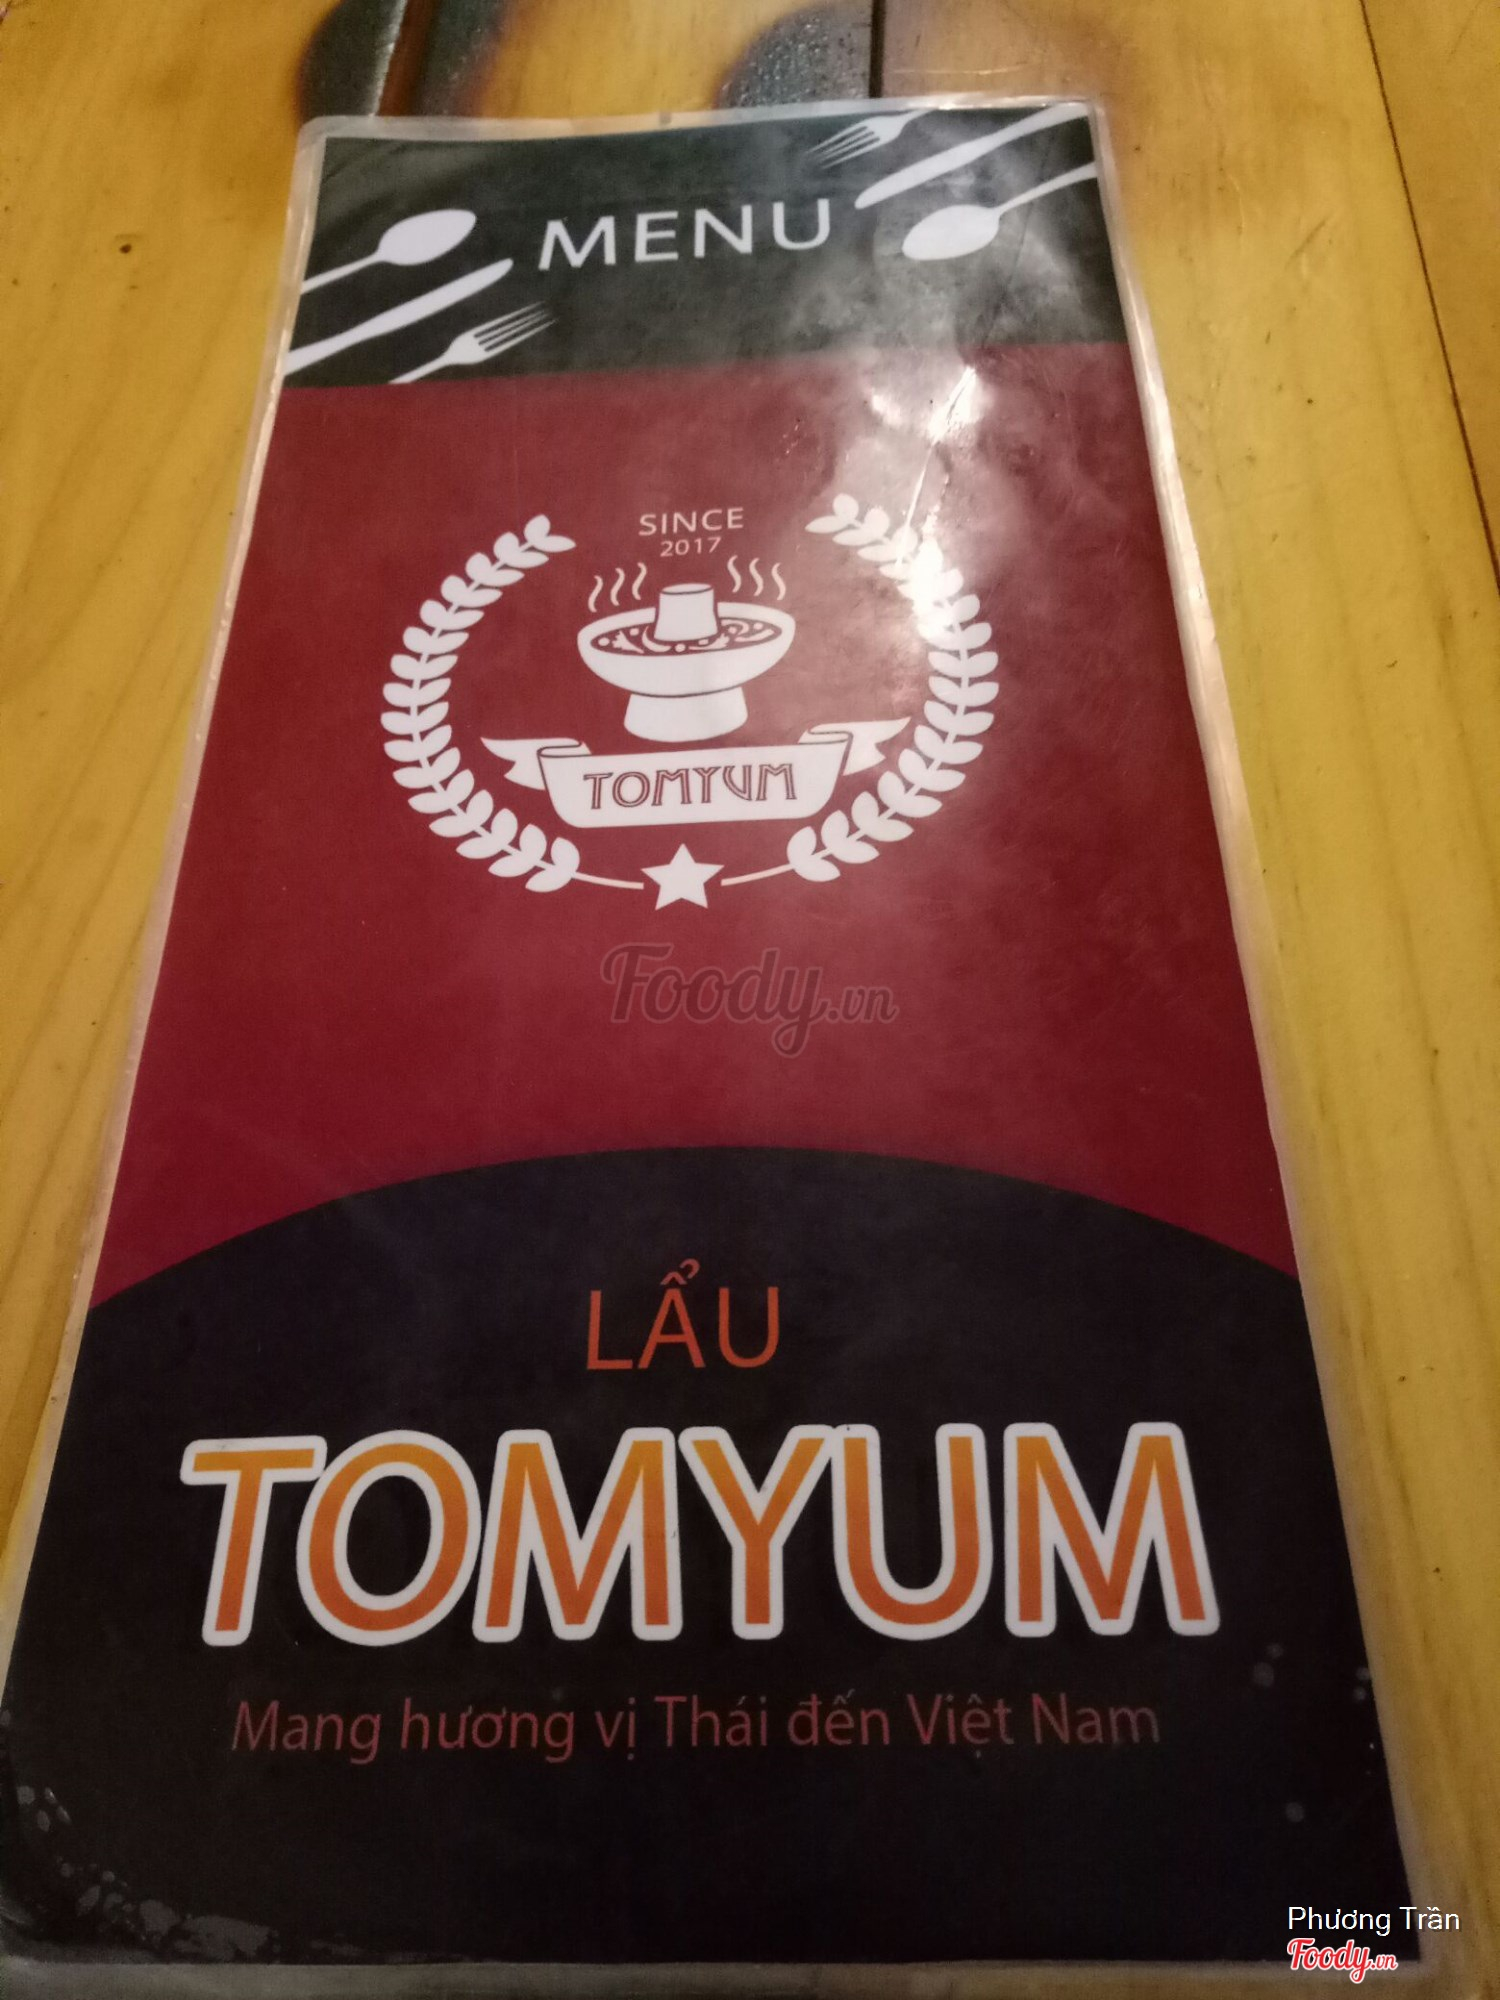 MENU
SINCE
2017
TOMYUM
Foody.vn
LẨU
TOMYUM
Mang hương vị Thái đến Việt Nam
Phương Trần
Foody.vn